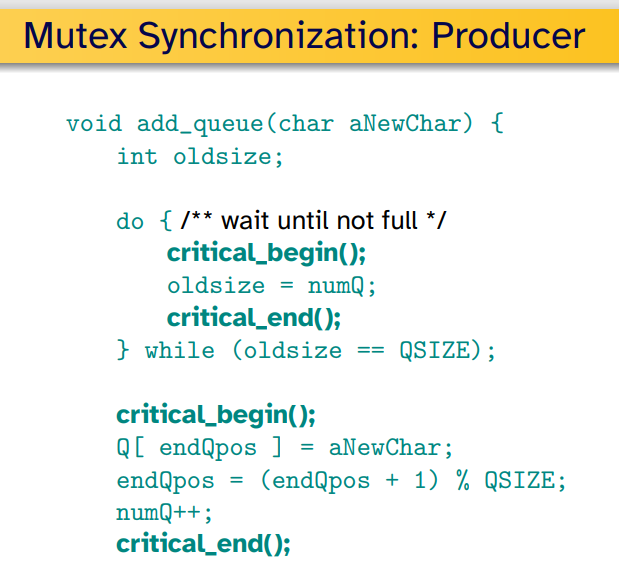 Mutex Synchronization: Producer
void add_queue(char aNewChar) {
int oldsize;
do { /** wait until not full */
critical_begin();
oldsize = numQ;
critical_end();
} while (oldsize == QSIZE);
critical_begin();
Q[ endQpos ] = aNewChar;
endQpos = (endQpos + 1) % QSIZE;
numQ++;
critical_end();